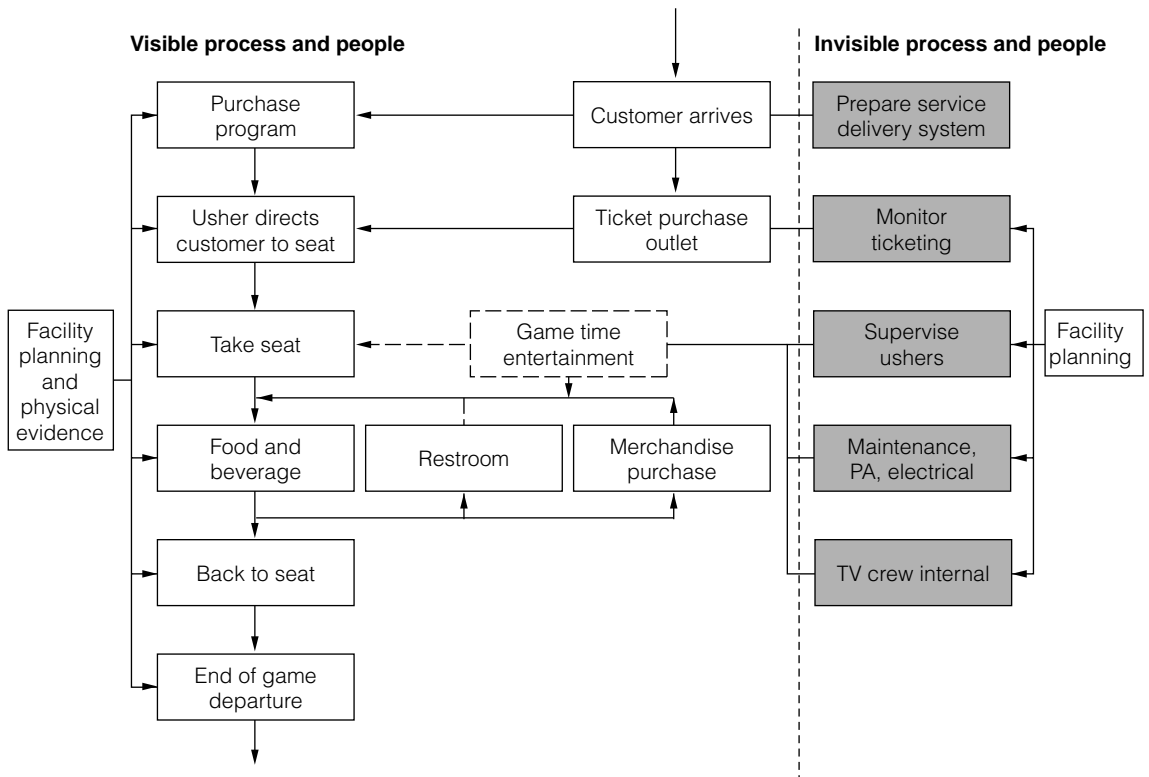 Visible process and people
Invisible process and people
Purchase
program
Customer arrives
Prepare service
delivery system
Usher directs
customer to seat
Ticket purchase
outlet
Monitor
ticketing
Facility
planning
and
physical
evidence
Take seat
Game time
entertainment
Supervise
ushers
Facility
planning
Food and
beverage
Restroom
Merchandise
purchase
Maintenance,
PA, electrical
Back to seat
TV crew internal
End of game
departure